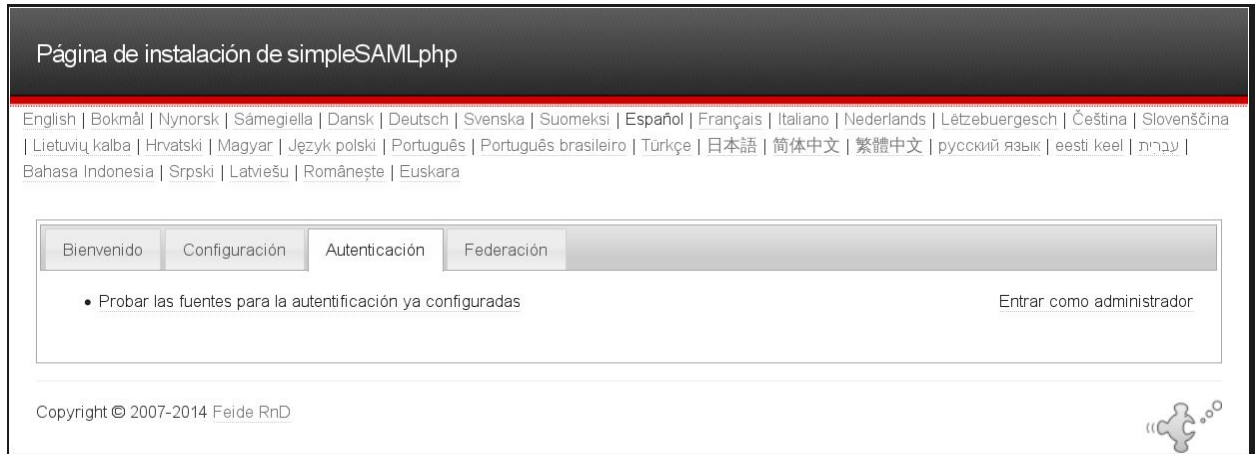 Página de instalación de simpleSAMLphp
English | Bokmål | Nynorsk | Sámegiella | Dansk | Deutsch | Svenska | Suomeksi | Español | Français | Italiano | Nederlands | Lëtzebuergesch | Čeština | Slovenščina
| Lietuvių kalba | Hrvatski | Magyar | Język polski | Português | Português brasileiro | Türkçe | 日本語 | 简体中文 | 繁體中文 | русский язык | eesti keel | עִבְרִית |
Bahasa Indonesia | Srpski | Latviešu | Românește | Euskara
Bienvenido Configuración Autenticación Federación
• Probar las fuentes para la autentificación ya configuradas Entrar como administrador
Copyright © 2007-2014 Feide RnD